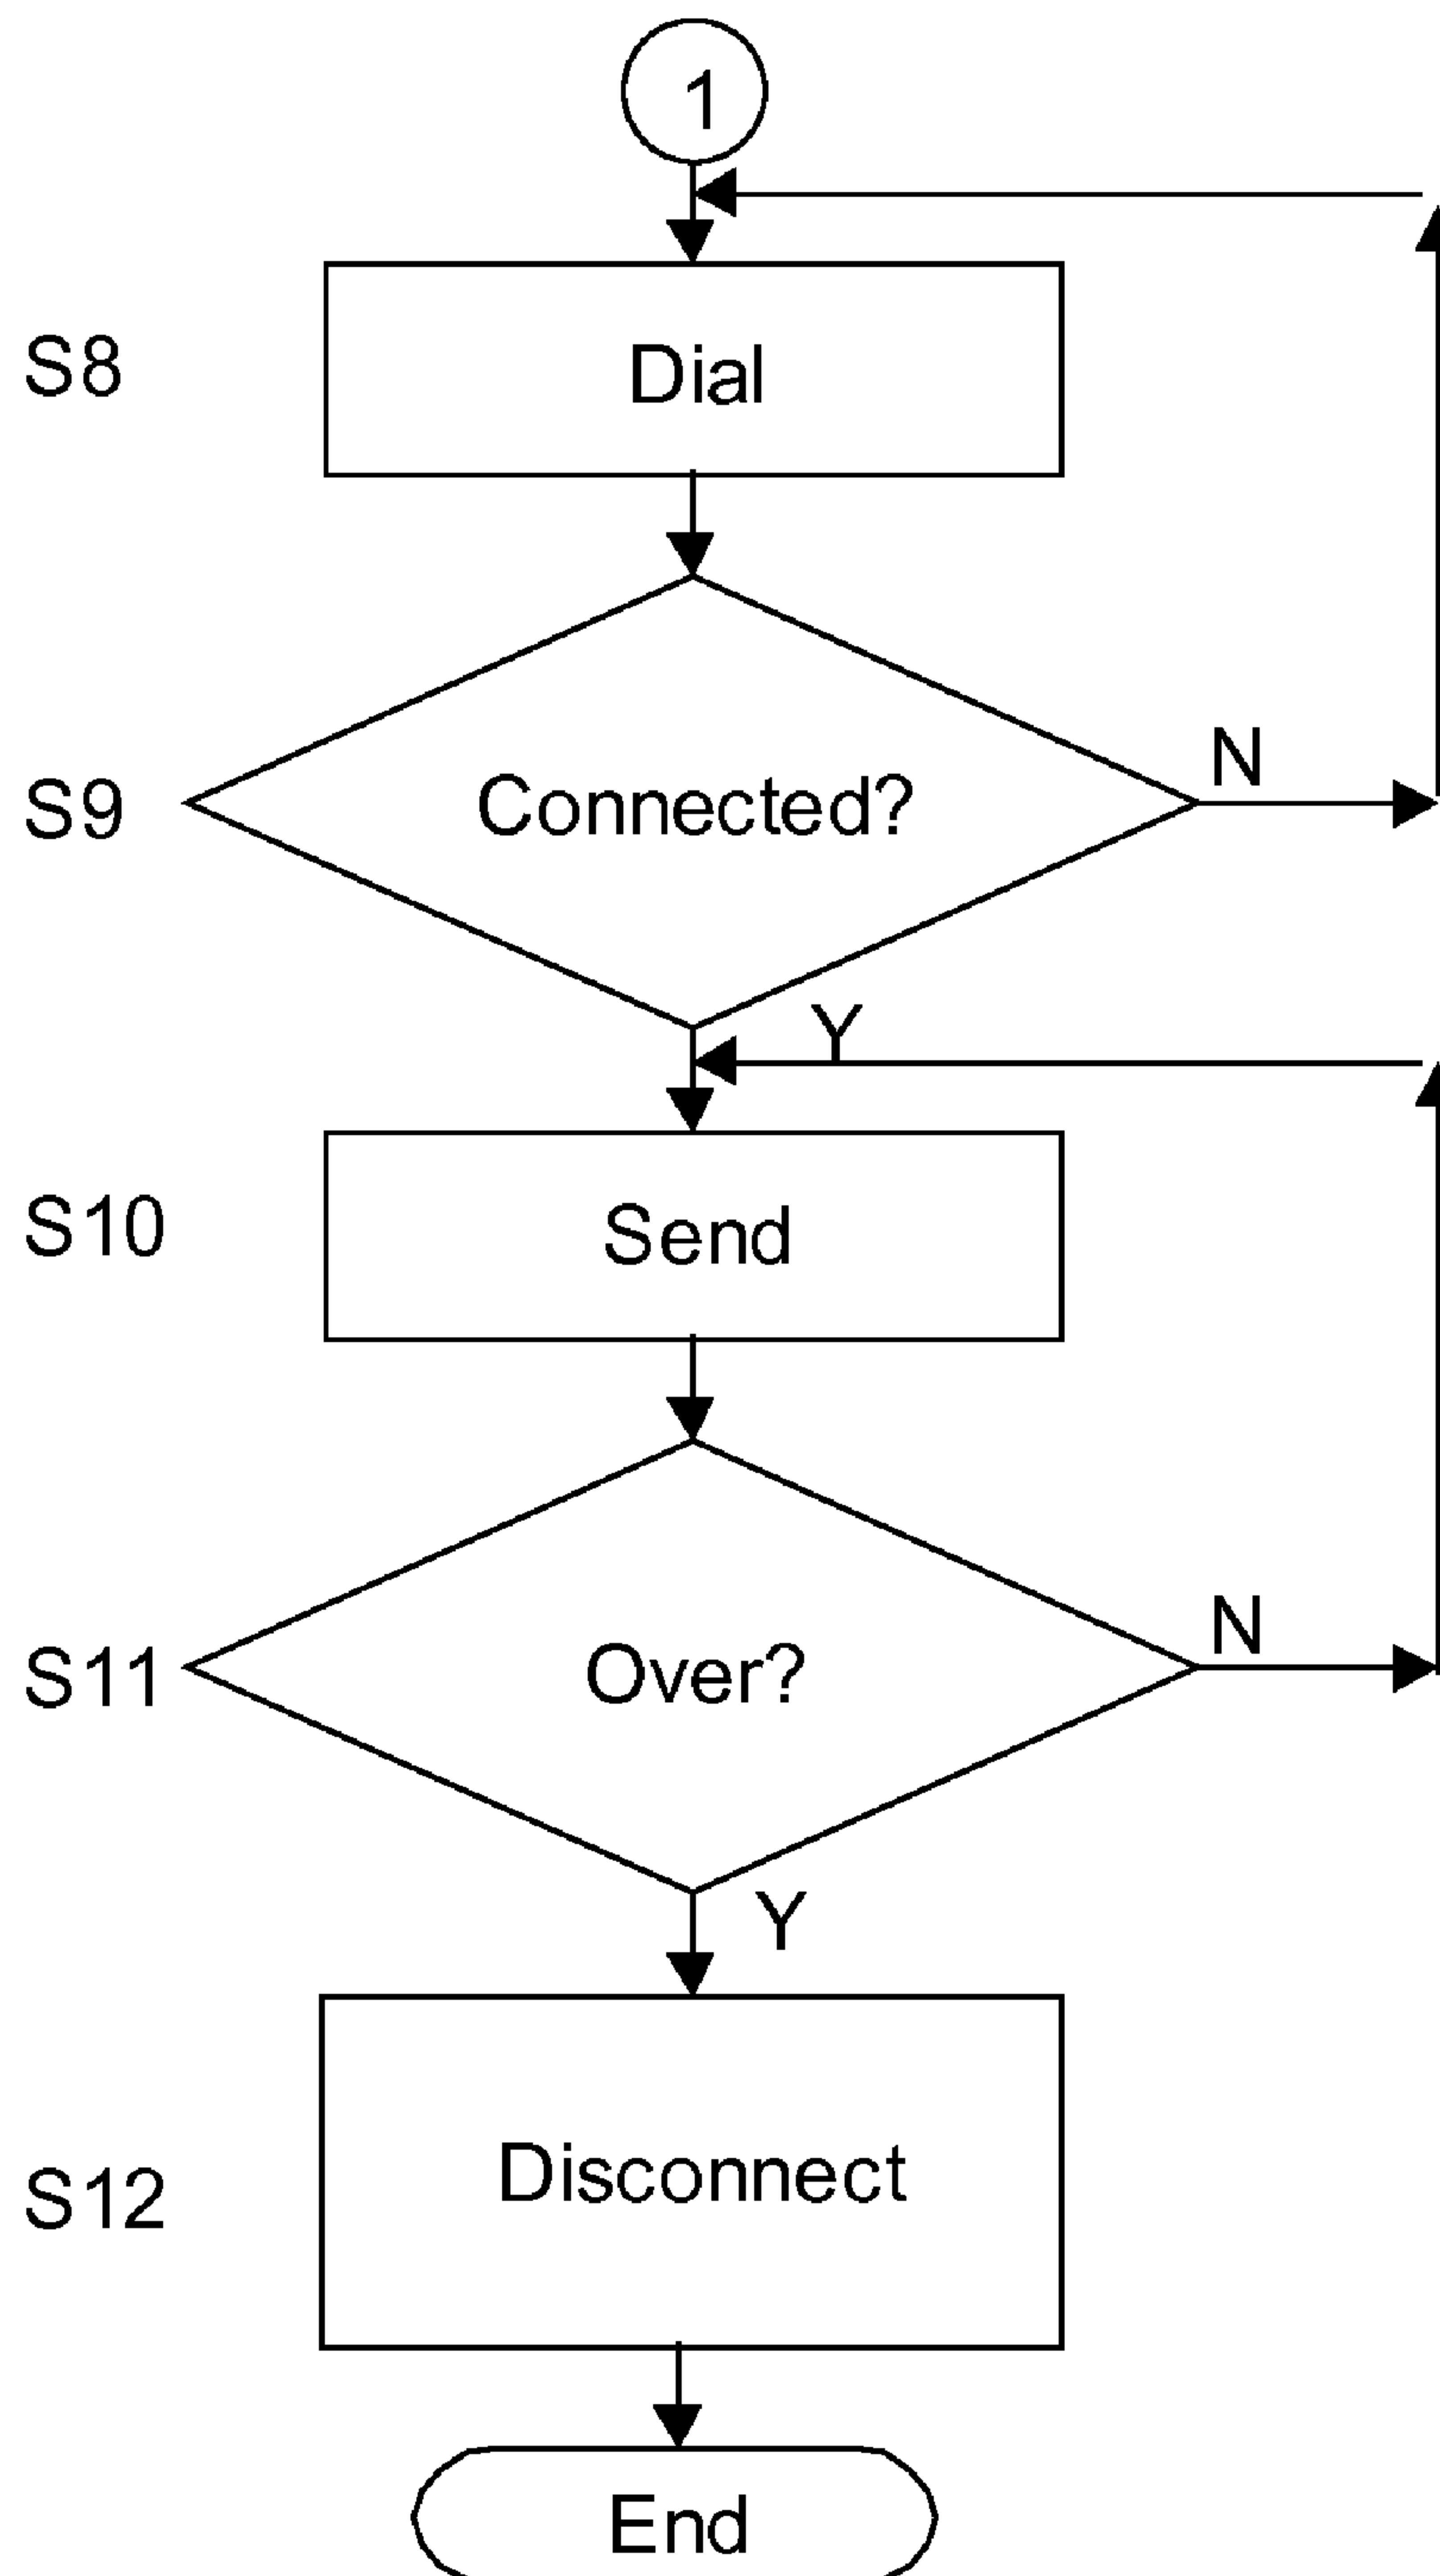 1
S8
Dial
S9
Connected?
N
Y
S10
Send
S11
Over?
N
Y
S12
Disconnect
End